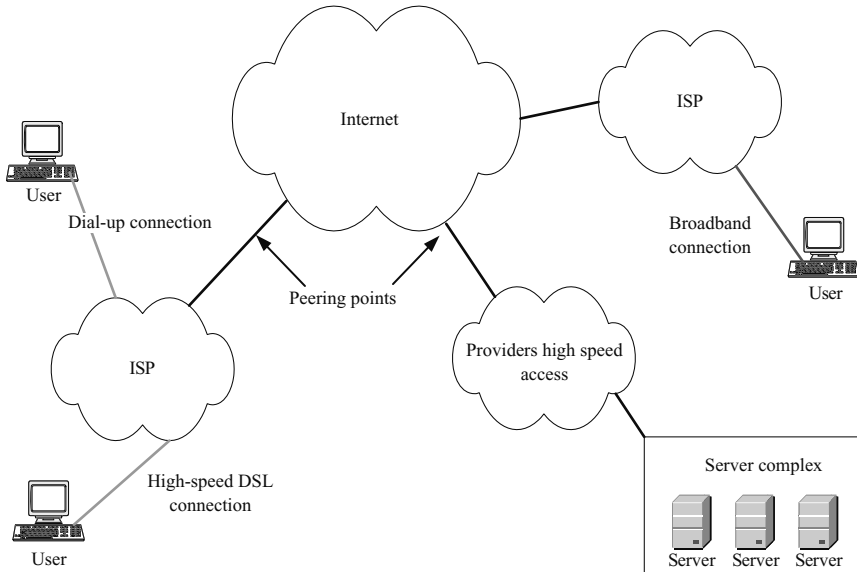 Internet
ISP
User
Dial-up connection
Broadband
connection
User
Peering points
ISP
Providers high speed
access
High-speed DSL
connection
User
Server complex
Server
Server
Server